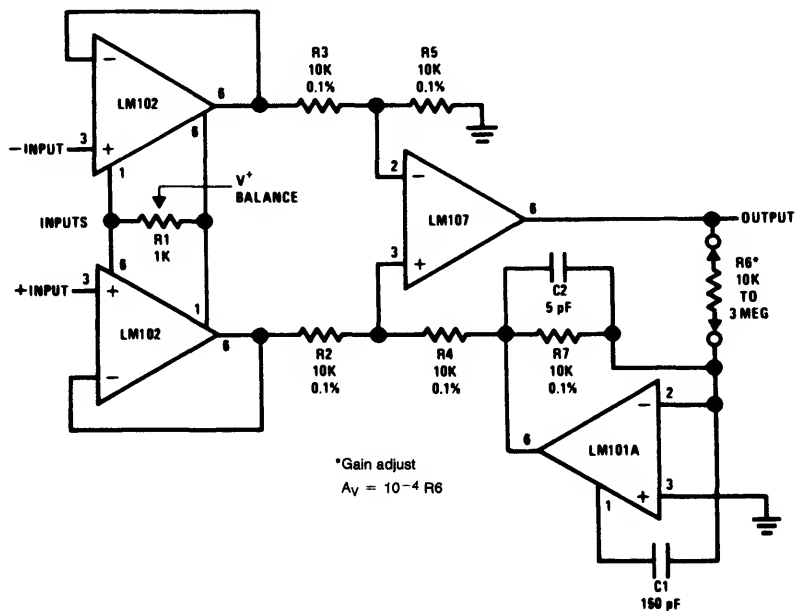 R3
10K
0.1%
R5
10K
0.1%
−
LM102
6
6
−INPUT
3
+
1
V+
BALANCE
INPUTS
R1
1K
2
−
LM107
6
OUTPUT
3
+
R6*
10K
TO
3 MEG
C2
5 pF
+INPUT
3
+
6
1
LM102
6
−
R2
10K
0.1%
R4
10K
0.1%
R7
10K
0.1%
2
−
6
LM101A
3
+
1
C1
150 pF
*Gain adjust
AV = 10−4 R6